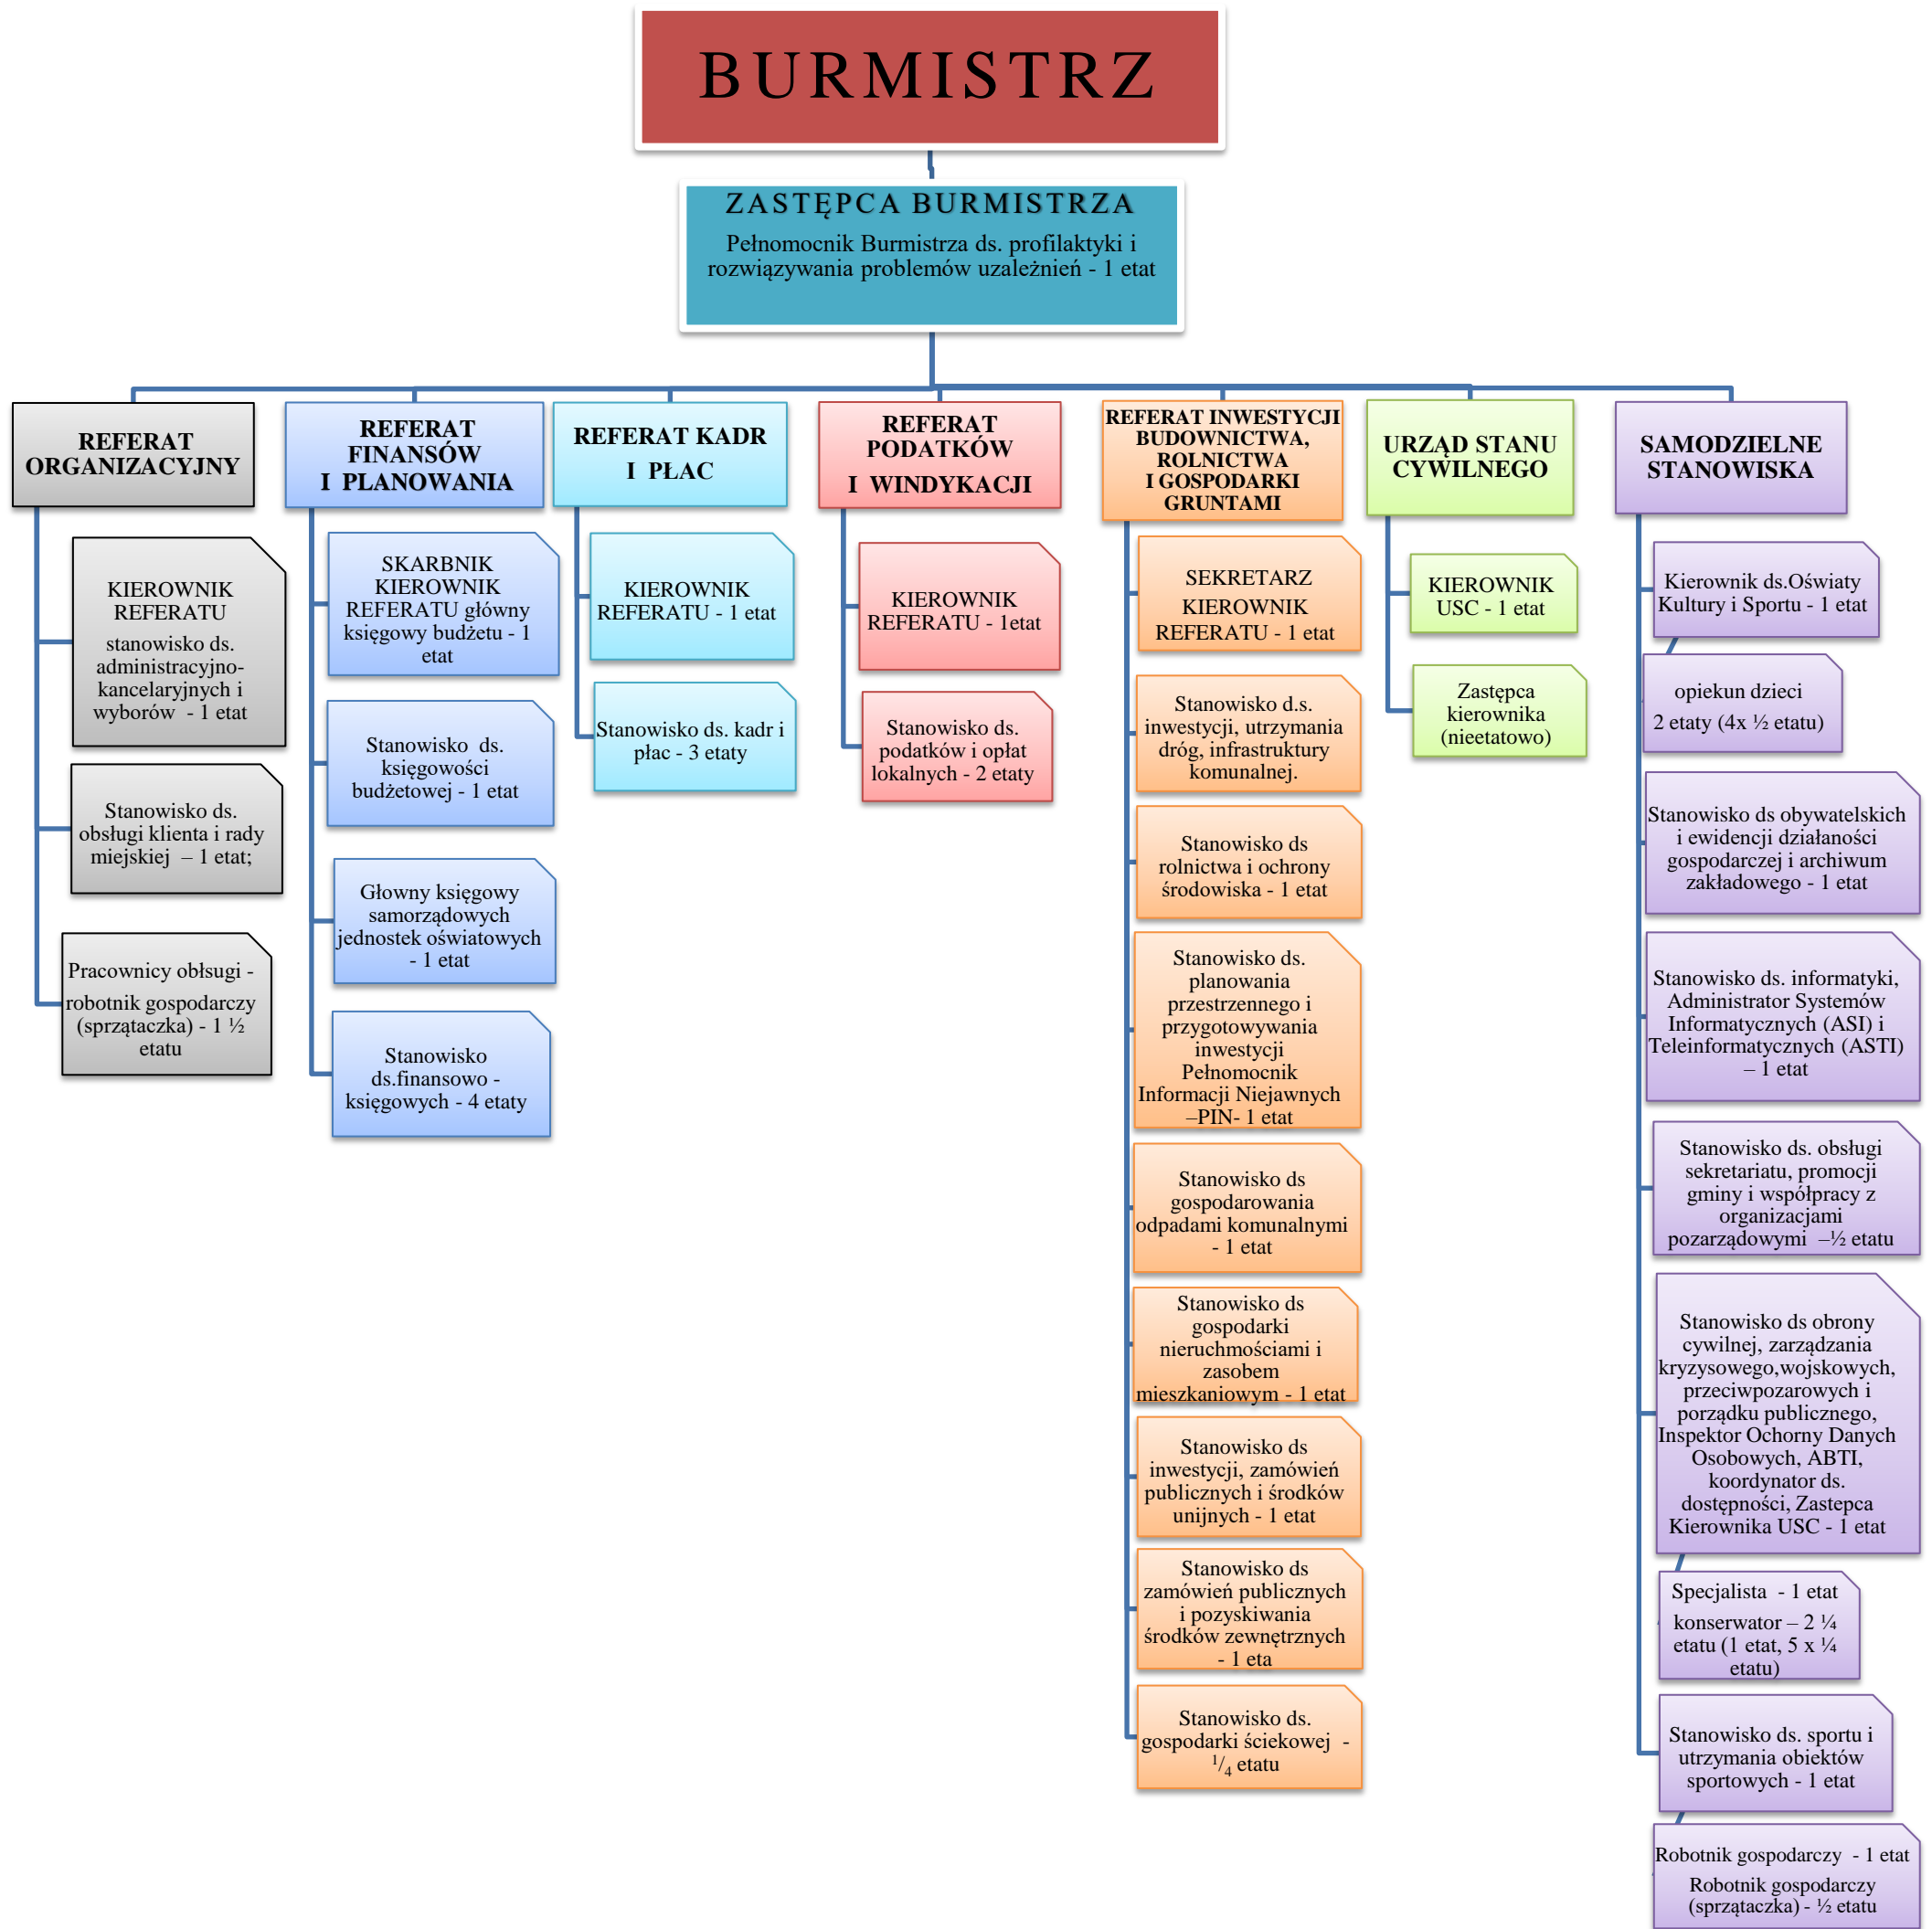 BURMISTRZ
ZASTĘPCA BURMISTRZA
Pełnomocnik Burmistrza ds. profilaktyki i
rozwiązywania problemów uzależnień - 1 etat
REFERAT
ORGANIZACYJNY
KIEROWNIK
REFERATU
stanowisko ds.
administracyjno-
kancelaryjnych i
wyborów - 1 etat
Stanowisko ds.
obsługi klienta i rady
miejskiej – 1 etat;
Pracownicy obłsugi -
robotnik gospodarczy
(sprzątaczka) - 1 ½
etatu
REFERAT
FINANSÓW
I PLANOWANIA
SKARBNIK
KIEROWNIK
REFERATU główny
księgowy budżetu - 1
etat
Stanowisko ds.
księgowości
budżetowej - 1 etat
Głowny księgowy
samorządowych
jednostek oświatowych
- 1 etat
Stanowisko
ds.finansowo -
księgowych - 4 etaty
REFERAT KADR
I PŁAC
KIEROWNIK
REFERATU - 1 etat
Stanowisko ds. kadr i
płac - 3 etaty
REFERAT
PODATKÓW
I WINDYKACJI
KIEROWNIK
REFERATU - 1etat
Stanowisko ds.
podatków i opłat
lokalnych - 2 etaty
REFERAT INWESTYCJI
BUDOWNICTWA,
ROLNICTWA
I GOSPODARKI
GRUNTAMI
SEKRETARZ
KIEROWNIK
REFERATU - 1 etat
Stanowisko d.s.
inwestycji, utrzymania
dróg, infrastruktury
komunalnej.
Stanowisko ds
rolnictwa i ochrony
środowiska - 1 etat
Stanowisko ds.
planowania
przestrzennego i
przygotowywania
inwestycji
Pełnomocnik
Informacji Niejawnych
–PIN- 1 etat
Stanowisko ds
gospodarowania
odpadami komunalnymi
- 1 etat
Stanowisko ds
gospodarki
nieruchmościami i
zasobem
mieszkaniowym - 1 etat
Stanowisko ds
inwestycji, zamówień
publicznych i środków
unijnych - 1 etat
Stanowisko ds
zamówień publicznych
i pozyskiwania
środków zewnętrznych
- 1 eta
Stanowisko ds.
gospodarki ściekowej -
1/4 etatu
URZĄD STANU
CYWILNEGO
KIEROWNIK
USC - 1 etat
Zastępca
kierownika
(nieetatowo)
SAMODZIELNE
STANOWISKA
Kierownik ds.Oświaty
Kultury i Sportu - 1 etat
opiekun dzieci
2 etaty (4x ½ etatu)
Stanowisko ds obywatelskich
i ewidencji działaności
gospodarczej i archiwum
zakładowego - 1 etat
Stanowisko ds. informatyki,
Administrator Systemów
Informatycznych (ASI) i
Teleinformatycznych (ASTI)
– 1 etat
Stanowisko ds. obsługi
sekretariatu, promocji
gminy i współpracy z
organizacjami
pozarządowymi –½ etatu
Stanowisko ds obrony
cywilnej, zarządzania
kryzysowego,wojskowych,
przeciwpozarowych i
porządku publicznego,
Inspektor Ochorny Danych
Osobowych, ABTI,
koordynator ds.
dostępności, Zastepca
Kierownika USC - 1 etat
Specjalista - 1 etat
konserwator – 2 ¼
etatu (1 etat, 5 x ¼
etatu)
Stanowisko ds. sportu i
utrzymania obiektów
sportowych - 1 etat
Robotnik gospodarczy - 1 etat
Robotnik gospodarczy
(sprzątaczka) - ½ etatu